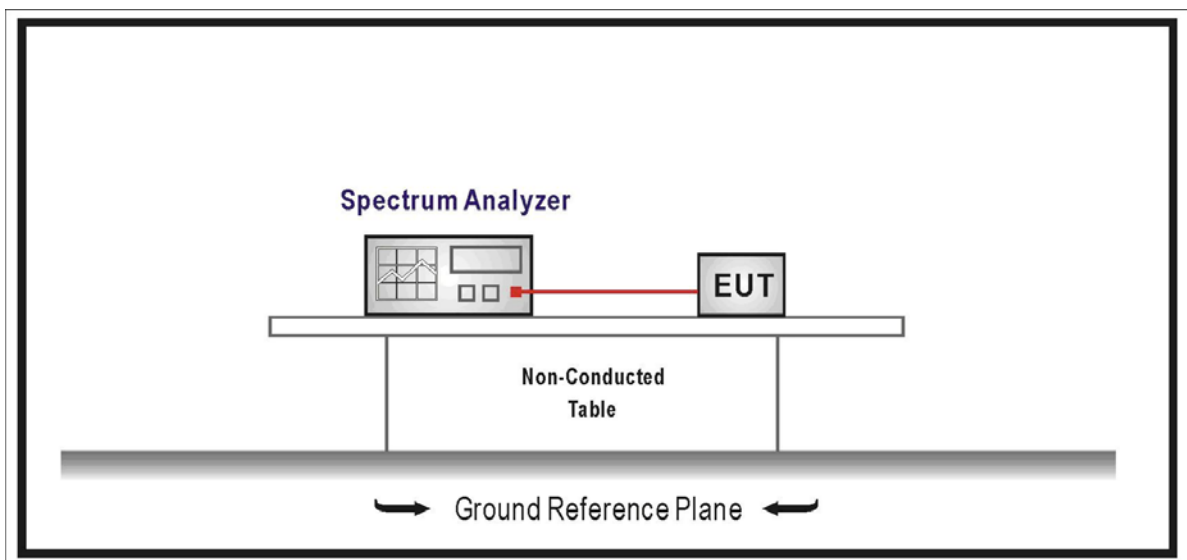 Spectrum Analyzer
EUT
Non-Conducted
Table
Ground Reference Plane